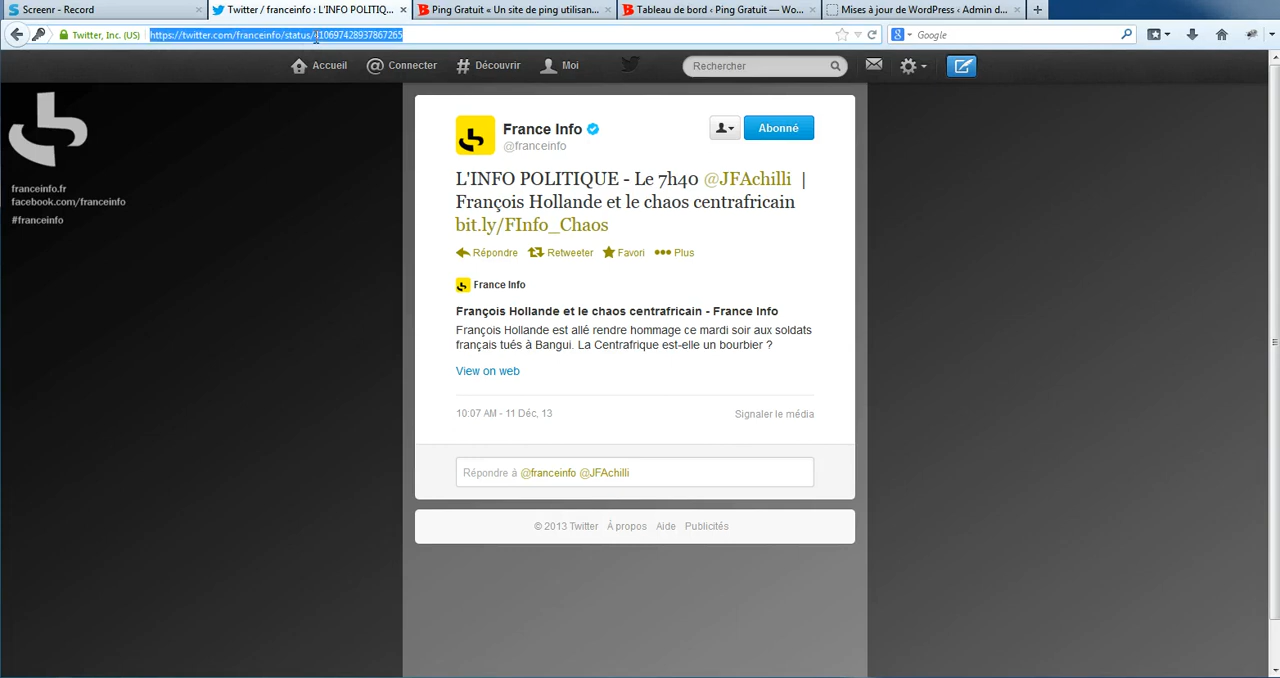 Screenr - Record
Twitter / franceinfo : L'INFO POLITIQ...
Ping Gratuit « Un site de ping utilisan...
Tableau de bord ‹ Ping Gratuit — Wo...
Mises à jour de WordPress ‹ Admin d...
Twitter, Inc. (US)
https://twitter.com/franceinfo/status/410697428937867265
Google
Accueil
Connecter
Découvrir
Moi
Rechercher
franceinfo.fr
facebook.com/franceinfo
#franceinfo
France Info
@franceinfo
Abonné
L'INFO POLITIQUE - Le 7h40 @JFAchilli |
François Hollande et le chaos centrafricain
bit.ly/FInfo_Chaos
Répondre Retweeter Favori Plus
France Info
François Hollande et le chaos centrafricain - France Info
François Hollande est allé rendre hommage ce mardi soir aux soldats
français tués à Bangui. La Centrafrique est-elle un bourbier ?
View on web
10:07 AM - 11 Déc, 13
Signaler le média
Répondre à @franceinfo @JFAchilli
© 2013 Twitter À propos Aide Publicités